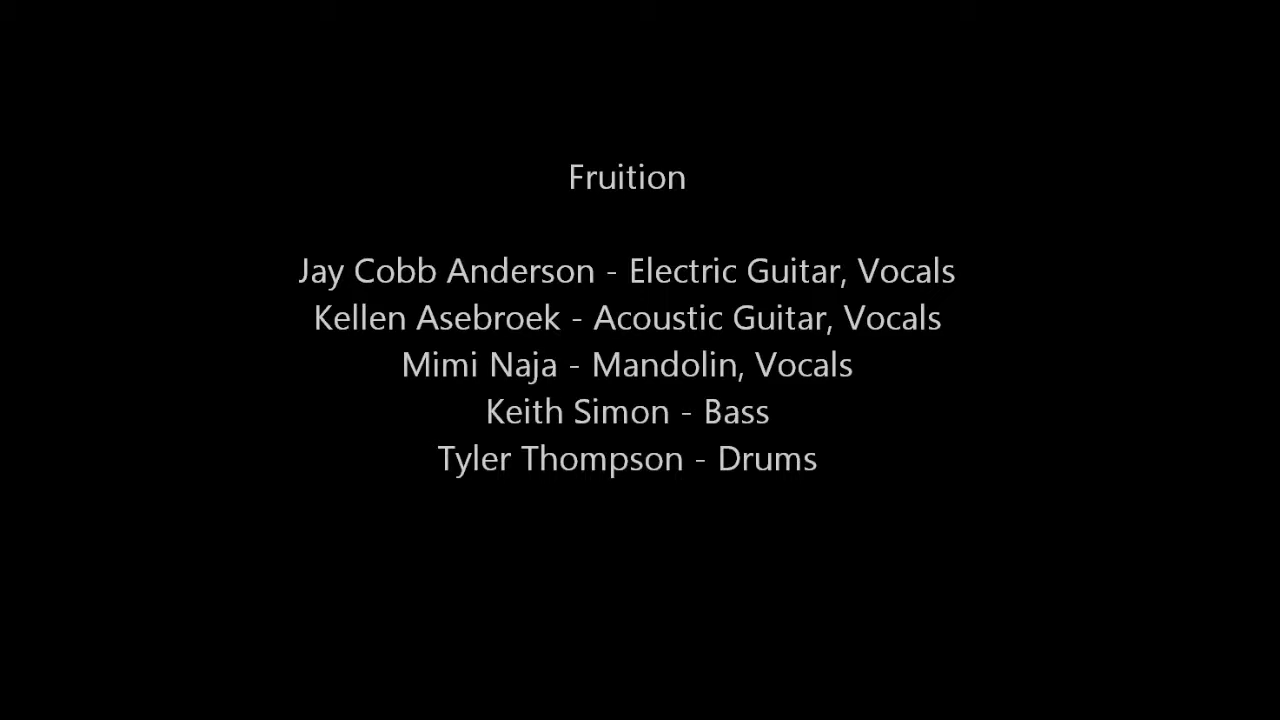 Fruition
Jay Cobb Anderson - Electric Guitar, Vocals
Kellen Asebroek - Acoustic Guitar, Vocals
Mimi Naja - Mandolin, Vocals
Keith Simon - Bass
Tyler Thompson - Drums